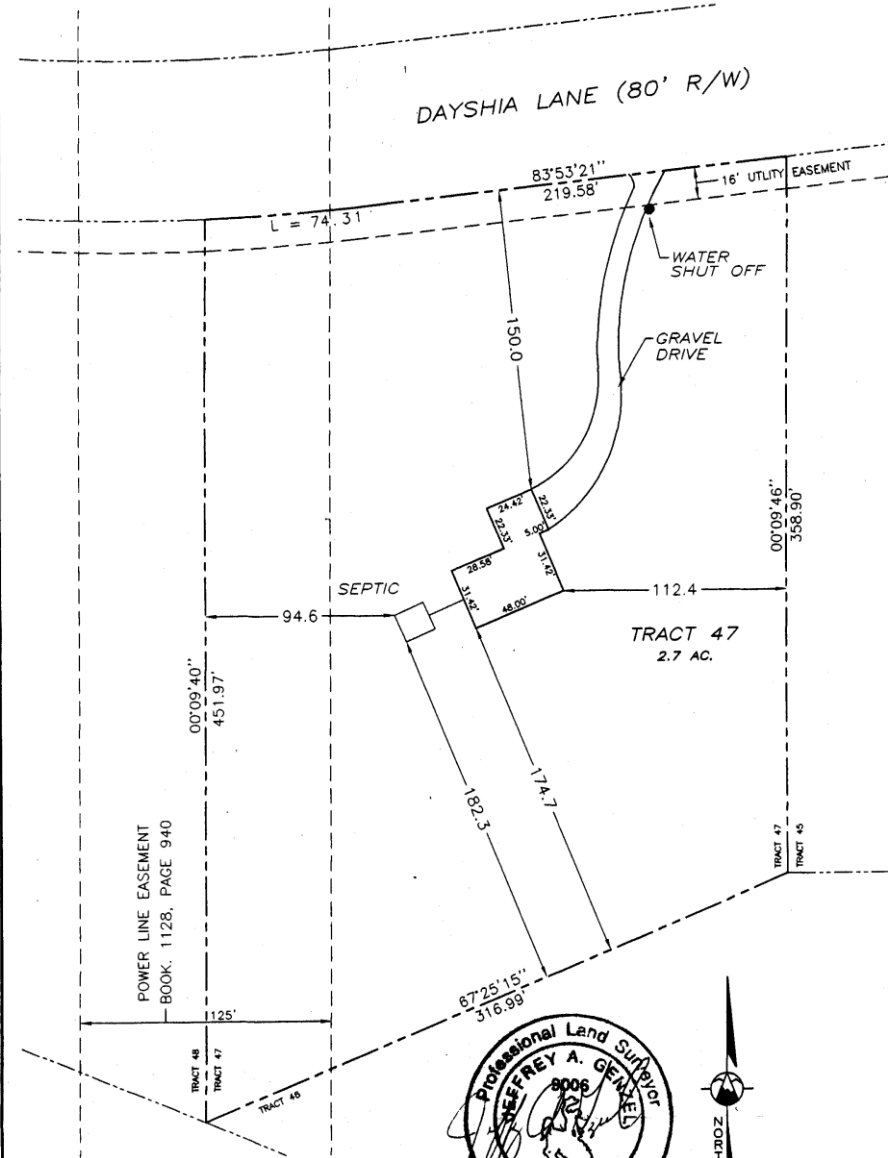 DAYSHIA LANE (80' R/W)
83°53'21"
219.58'
16' UTLITY EASEMENT
L = 74.31
WATER
SHUT OFF
150.0
GRAVEL
DRIVE
24.42'
22.33'
22.33'
5.00'
00°09'46"
358.90'
28.58'
31.42'
31.42'
48.00'
SEPTIC
94.6
112.4
TRACT 47
2.7 AC.
00°09'40"
451.97'
182.3
174.7
TRACT 47
TRACT 45
POWER LINE EASEMENT
BOOK. 1128, PAGE 940
125'
67°25'15"
316.99'
TRACT 48
TRACT 47
TRACT 48
Professional Land Surveyor
JEFFREY A. GENZEL
9006